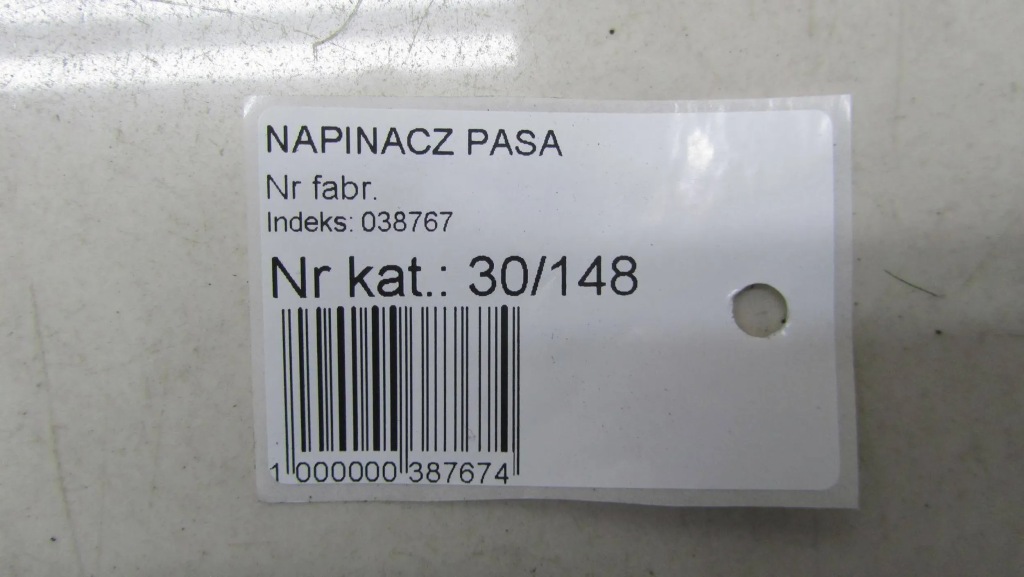 NAPINACZ PASA
Nr fabr.
Indeks: 038767
Nr kat.: 30/148
1 000000 387674